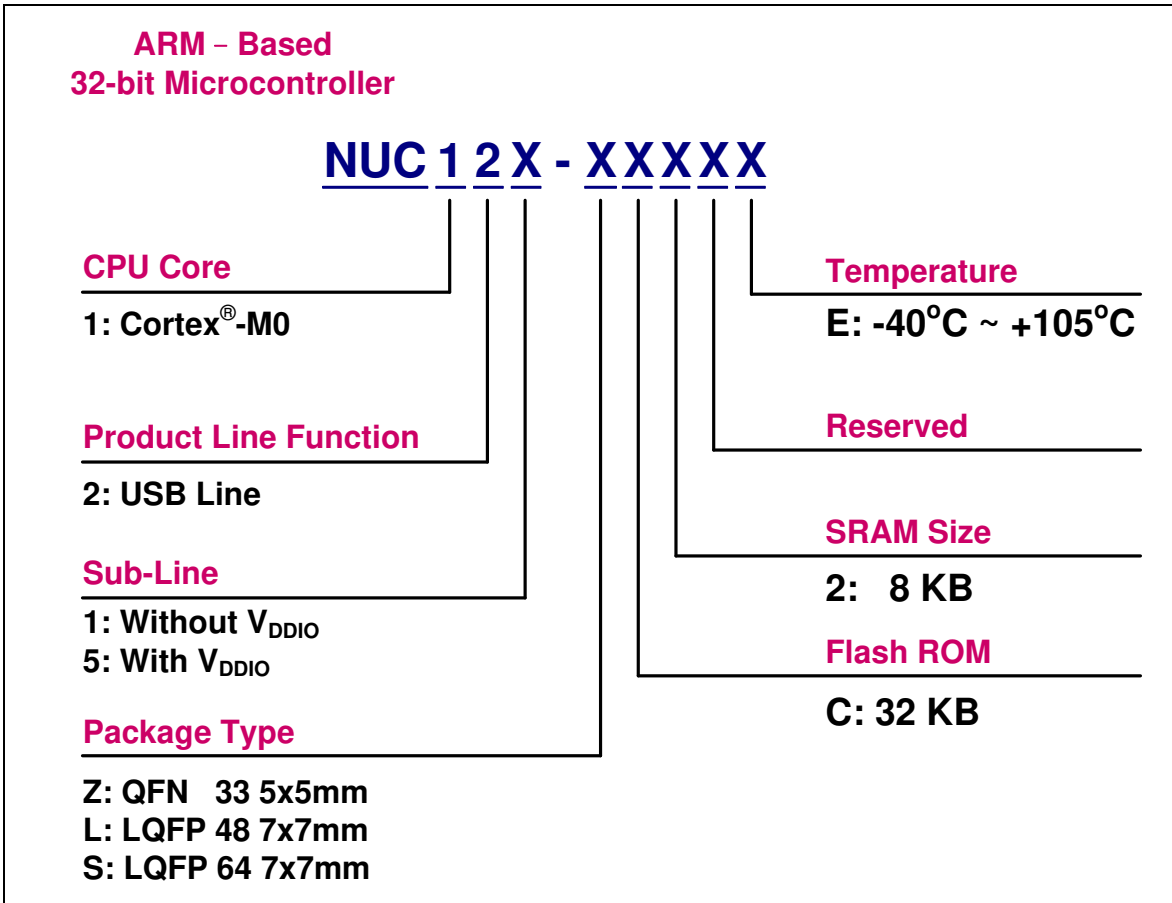 ARM – Based
32-bit Microcontroller
NUC 1 2 X - X X X X X
CPU Core
1: Cortex®-M0
Product Line Function
2: USB Line
Sub-Line
1: Without VDDIO
5: With VDDIO
Package Type
Z: QFN 33 5x5mm
L: LQFP 48 7x7mm
S: LQFP 64 7x7mm
Temperature
E: -40oC ~ +105oC
Reserved
SRAM Size
2: 8 KB
Flash ROM
C: 32 KB